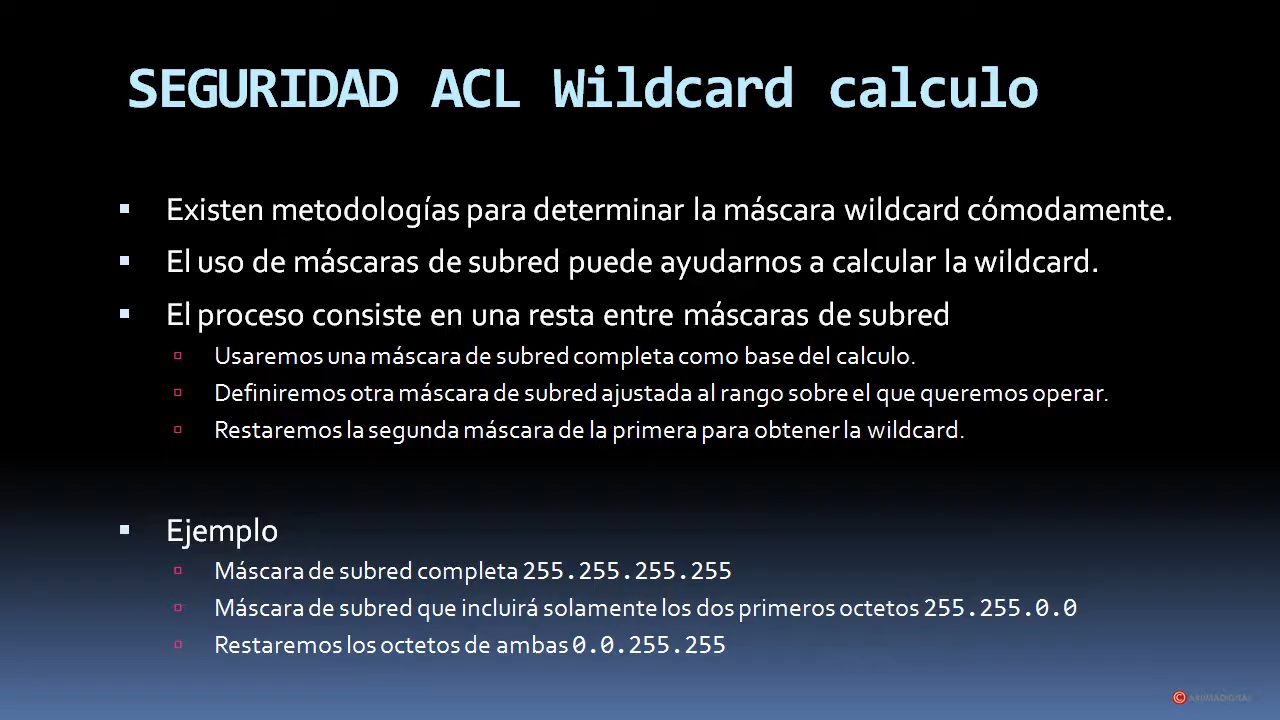 SEGURIDAD ACL Wildcard calculo
Existen metodologías para determinar la máscara wildcard cómodamente.
El uso de máscaras de subred puede ayudarnos a calcular la wildcard.
El proceso consiste en una resta entre máscaras de subred
Usaremos una máscara de subred completa como base del calculo.
Definiremos otra máscara de subred ajustada al rango sobre el que queremos operar.
Restaremos la segunda máscara de la primera para obtener la wildcard.
Ejemplo
Máscara de subred completa 255.255.255.255
Máscara de subred que incluirá solamente los dos primeros octetos 255.255.0.0
Restaremos los octetos de ambas 0.0.255.255
©